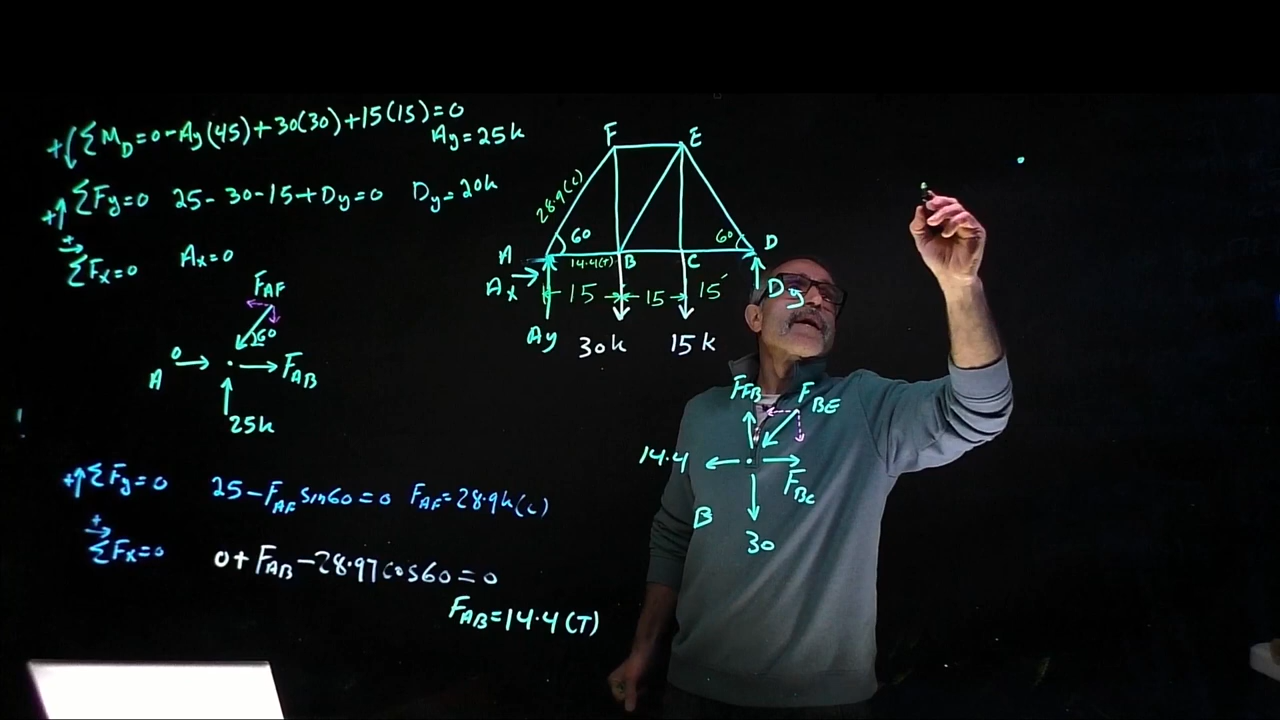 + ΣM_D=0 -Ay(45)+30(30)+15(15)=0
Ay=25k
+↑ΣFy=0 25-30-15+Dy=0 Dy=20k
+→ ΣFx=0 Ax=0
F_AF
60
0
A
F_AB
25k
+↑ΣFy=0 25-F_AF sin60=0 F_AF=28.9k(c)
+→ ΣFx=0 0+F_AB-28.97cos60=0
F_AB=14.4(T)
F E
28.9(c)
60 60
A 14.4(T) B C D
Ax 15 15 15' Dy
Ay 30k 15k
F_FB F_BE
14.4
F_BC
B
30